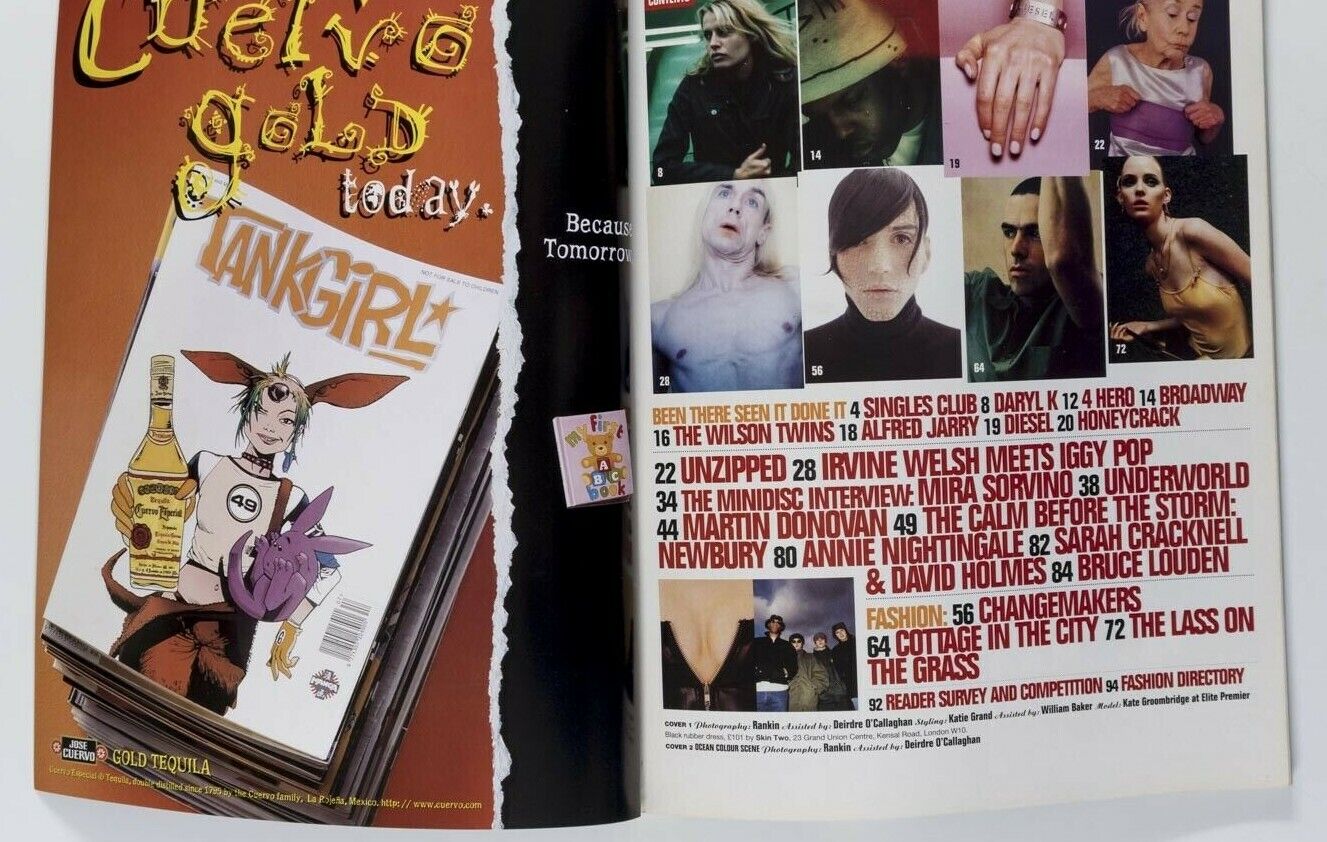 Cuervo
gold
today.
TANKGIRL
NOT FOR SALE TO CHILDREN
49
Tequila
Cuervo Especial
JOSE
CUERVO
GOLD TEQUILA
Cuervo Especial ® Tequila, double distilled since 1795 by the Cuervo family, La Rojeña, Mexico. http://www.cuervo.com
Because
Tomorrow
my first
A
BC
book
CONTENTS
DIESEL
8
14
19
22
28
56
64
72
BEEN THERE SEEN IT DONE IT 4 SINGLES CLUB 8 DARYL K 12 4 HERO 14 BROADWAY
16 THE WILSON TWINS 18 ALFRED JARRY 19 DIESEL 20 HONEYCRACK
22 UNZIPPED 28 IRVINE WELSH MEETS IGGY POP
34 THE MINIDISC INTERVIEW: MIRA SORVINO 38 UNDERWORLD
44 MARTIN DONOVAN 49 THE CALM BEFORE THE STORM:
NEWBURY 80 ANNIE NIGHTINGALE 82 SARAH CRACKNELL
& DAVID HOLMES 84 BRUCE LOUDEN
FASHION: 56 CHANGEMAKERS
64 COTTAGE IN THE CITY 72 THE LASS ON
THE GRASS
92 READER SURVEY AND COMPETITION 94 FASHION DIRECTORY
COVER 1 Photography: Rankin Assisted by: Deirdre O'Callaghan Styling: Katie Grand Assisted by: William Baker Model: Kate Groombridge at Elite Premier
Black rubber dress, £101 by Skin Two, 23 Grand Union Centre, Kensal Road, London W10.
COVER 2 OCEAN COLOUR SCENE Photography: Rankin Assisted by: Deirdre O'Callaghan